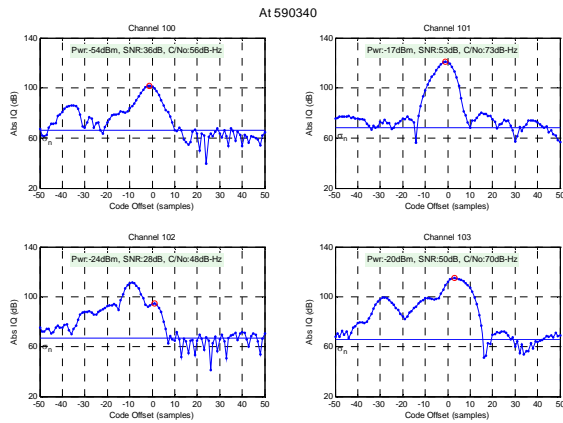 At 590340
Channel 100
Pwr:-54dBm, SNR:36dB, C/No:56dB-Hz
Abs IQ (dB)
140
100
60
20
σn
-50 -40 -30 -20 -10 0 10 20 30 40 50
Code Offset (samples)
Channel 101
Pwr:-17dBm, SNR:53dB, C/No:73dB-Hz
Abs IQ (dB)
140
100
60
20
σn
-50 -40 -30 -20 -10 0 10 20 30 40 50
Code Offset (samples)
Channel 102
Pwr:-24dBm, SNR:28dB, C/No:48dB-Hz
Abs IQ (dB)
140
100
60
20
σn
-50 -40 -30 -20 -10 0 10 20 30 40 50
Code Offset (samples)
Channel 103
Pwr:-20dBm, SNR:50dB, C/No:70dB-Hz
Abs IQ (dB)
140
100
60
20
σn
-50 -40 -30 -20 -10 0 10 20 30 40 50
Code Offset (samples)